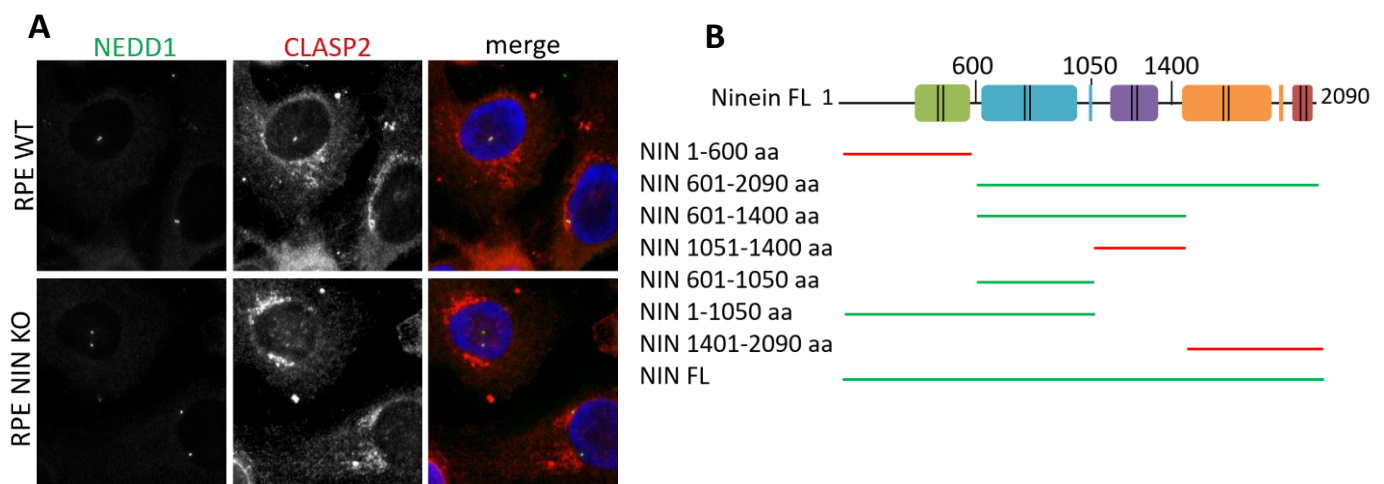 A
NEDD1 CLASP2 merge
RPE WT
RPE NIN KO
B
600 1050 1400
Ninein FL 1 2090
NIN 1-600 aa
NIN 601-2090 aa
NIN 601-1400 aa
NIN 1051-1400 aa
NIN 601-1050 aa
NIN 1-1050 aa
NIN 1401-2090 aa
NIN FL